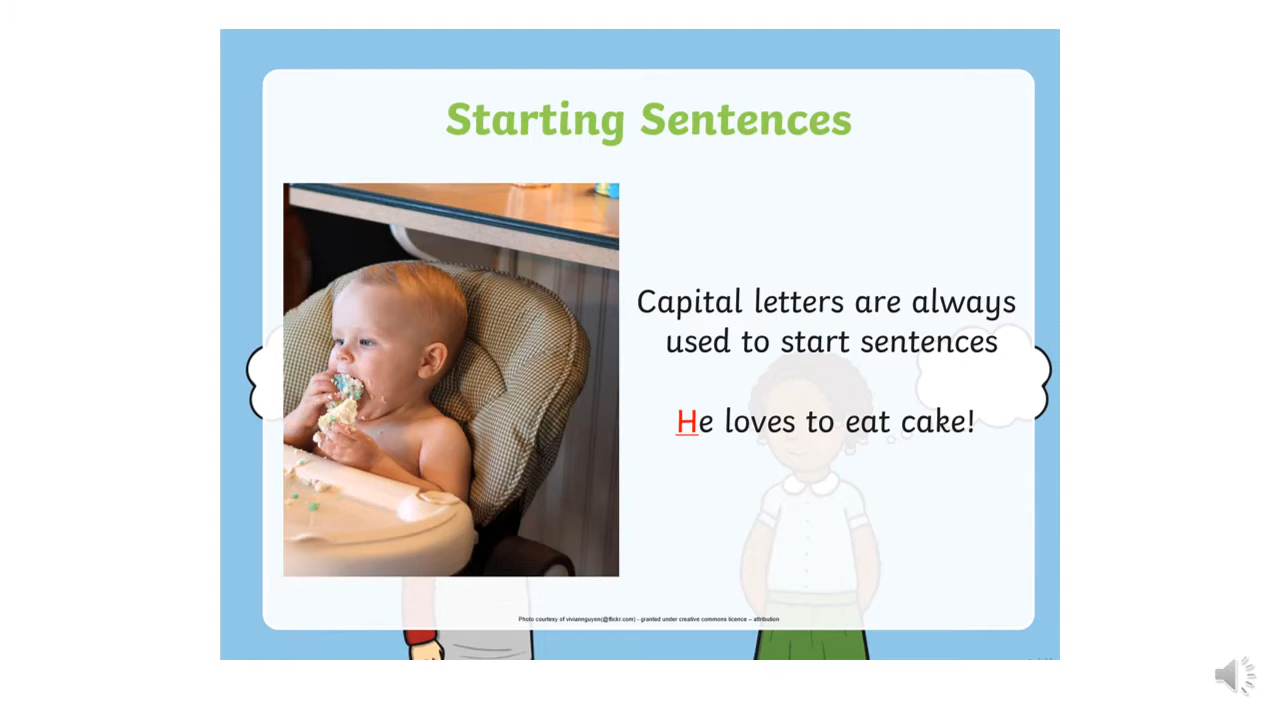 Starting Sentences
Capital letters are always
used to start sentences
He loves to eat cake!
Photo courtesy of viviannguyen(@flickr.com) - granted under creative commons licence – attribution